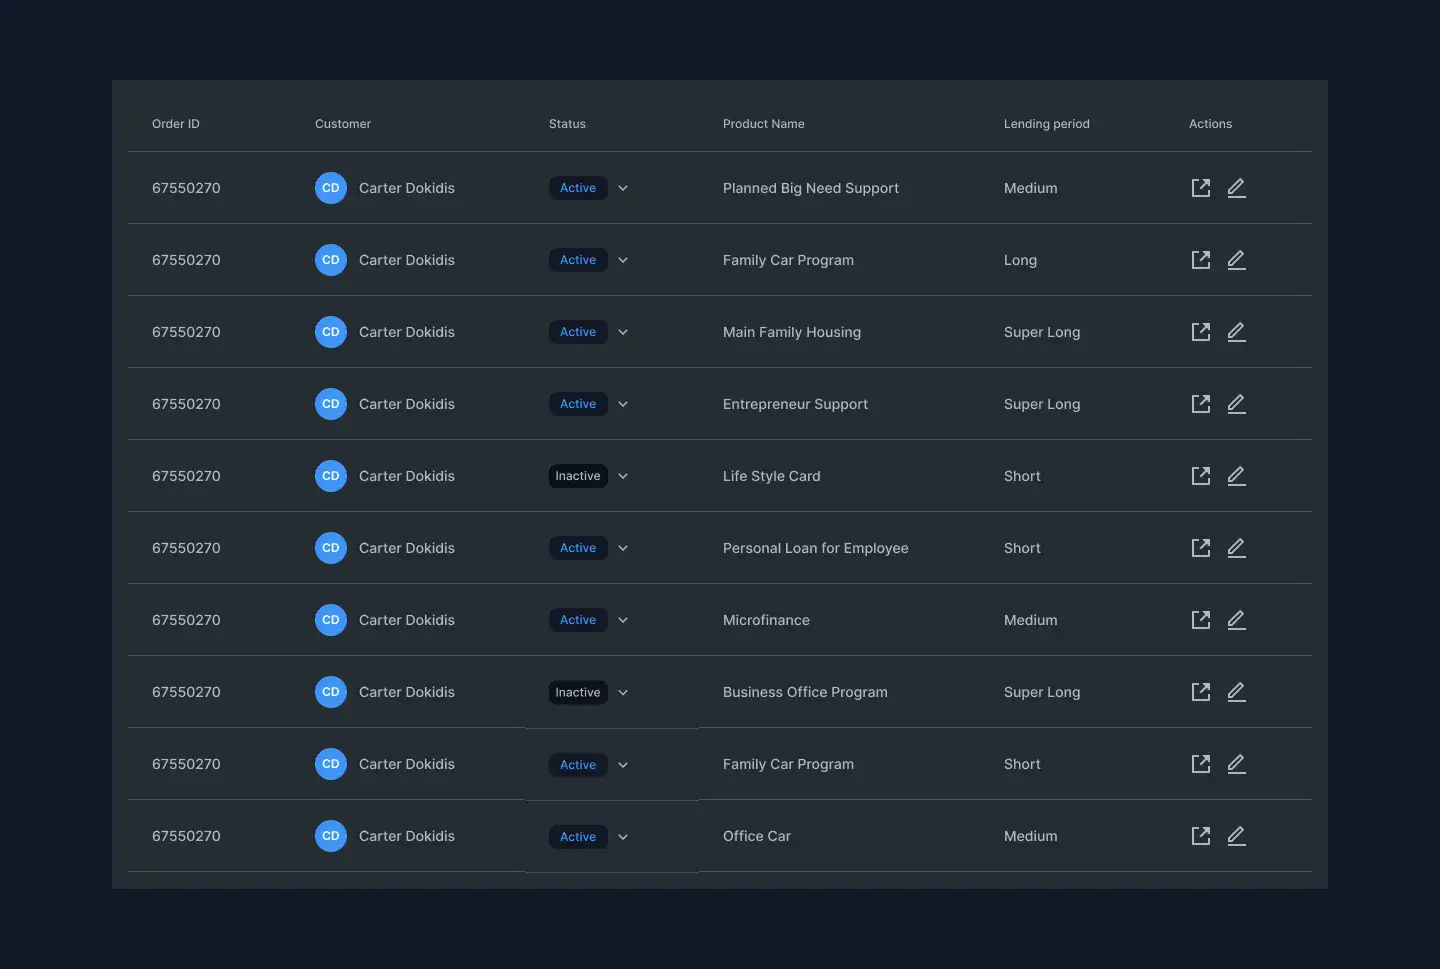 Order ID Customer Status Product Name Lending period Actions
67550270 CD Carter Dokidis Active Planned Big Need Support Medium
67550270 CD Carter Dokidis Active Family Car Program Long
67550270 CD Carter Dokidis Active Main Family Housing Super Long
67550270 CD Carter Dokidis Active Entrepreneur Support Super Long
67550270 CD Carter Dokidis Inactive Life Style Card Short
67550270 CD Carter Dokidis Active Personal Loan for Employee Short
67550270 CD Carter Dokidis Active Microfinance Medium
67550270 CD Carter Dokidis Inactive Business Office Program Super Long
67550270 CD Carter Dokidis Active Family Car Program Short
67550270 CD Carter Dokidis Active Office Car Medium